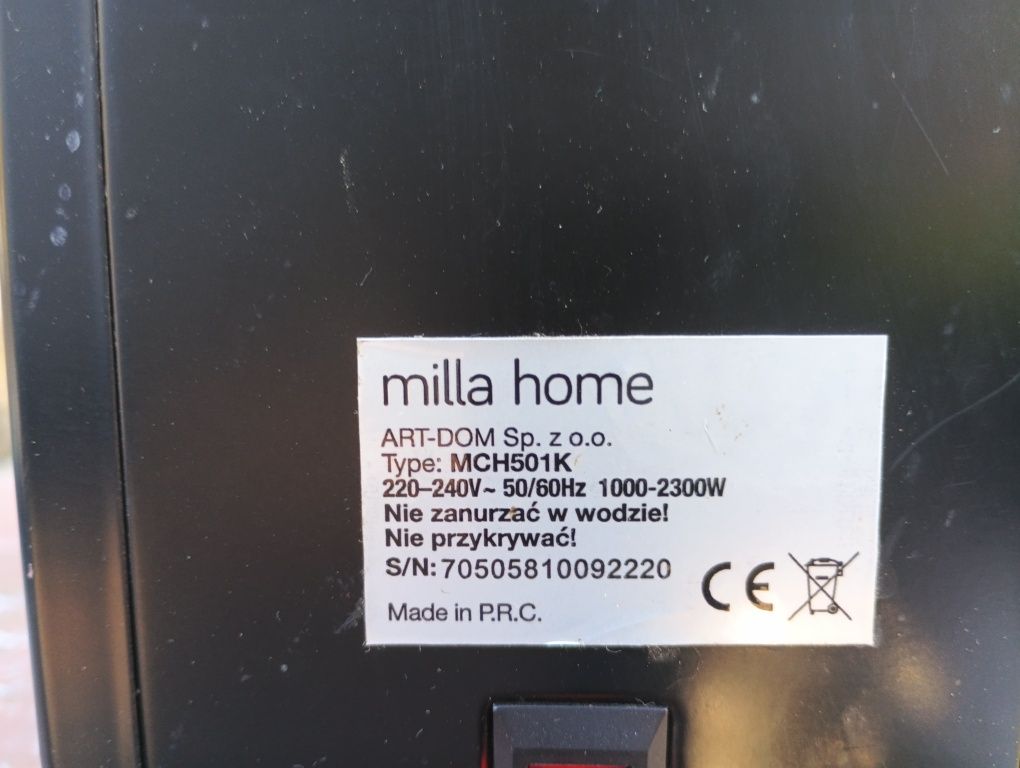 milla home
ART-DOM Sp. z o.o.
Type: MCH501K
220–240V~ 50/60Hz 1000-2300W
Nie zanurzać w wodzie!
Nie przykrywać!
S/N: 70505810092220
CE
Made in P.R.C.